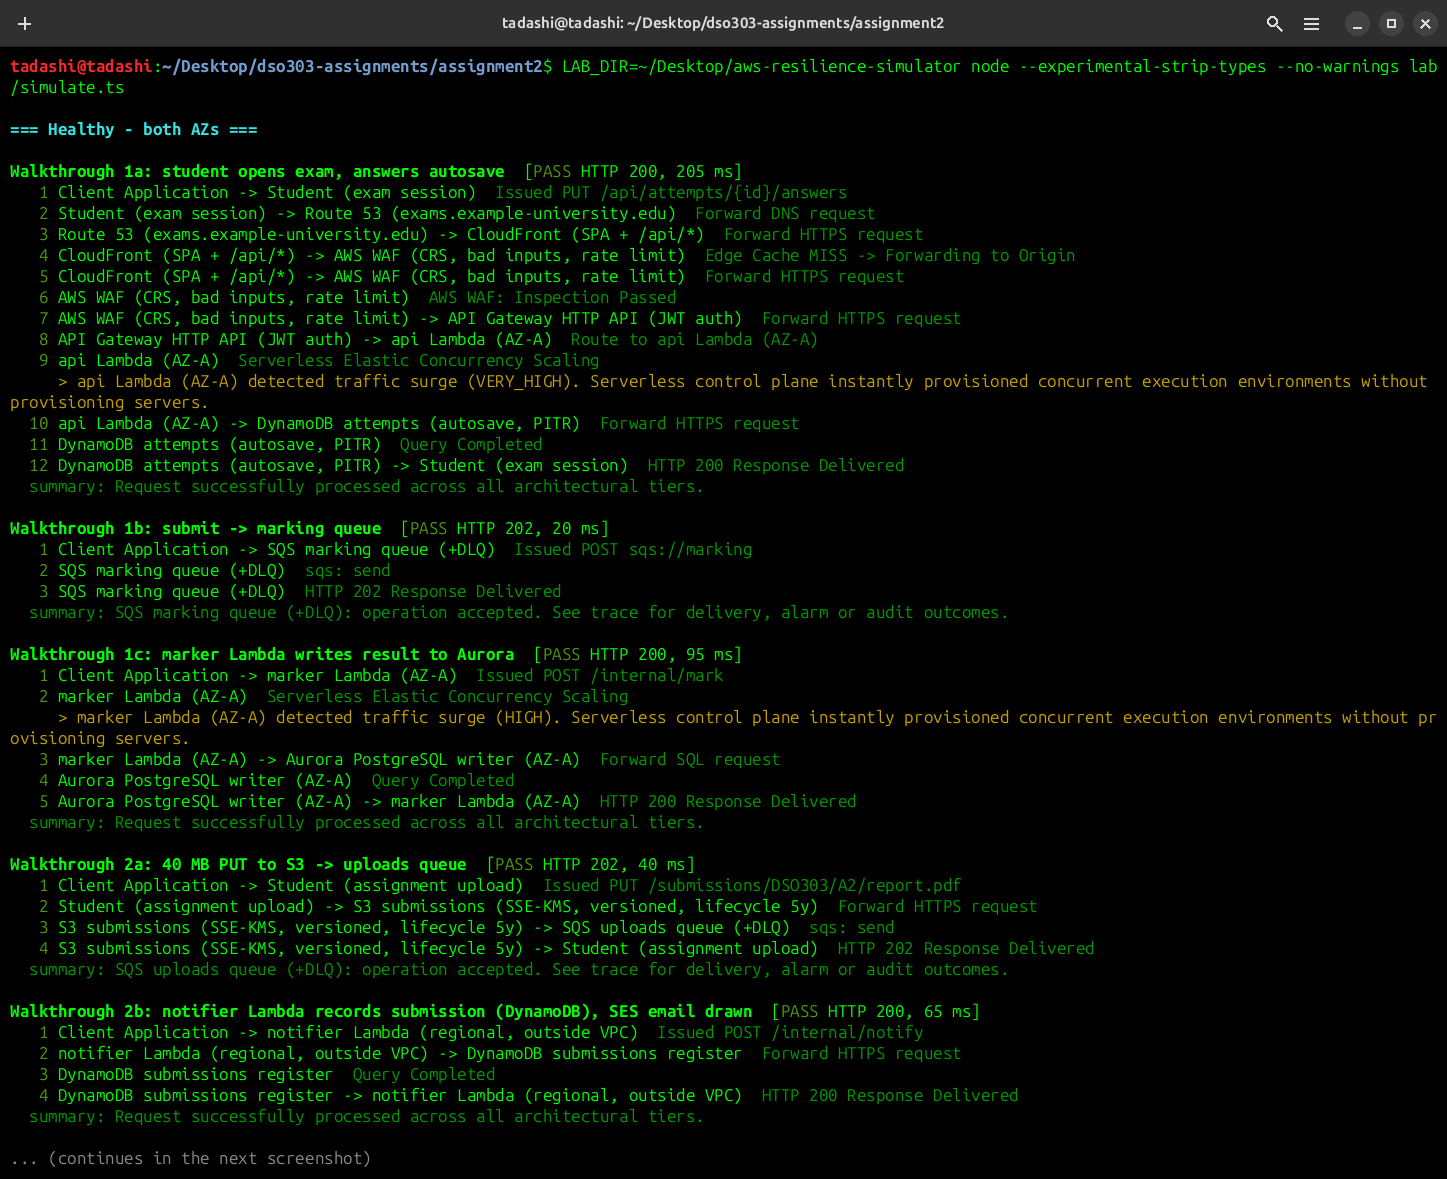 tadashi@tadashi: ~/Desktop/dso303-assignments/assignment2
tadashi@tadashi:~/Desktop/dso303-assignments/assignment2$ LAB_DIR=~/Desktop/aws-resilience-simulator node --experimental-strip-types --no-warnings lab
/simulate.ts
=== Healthy - both AZs ===
Walkthrough 1a: student opens exam, answers autosave  [PASS HTTP 200, 205 ms]
1 Client Application -> Student (exam session)  Issued PUT /api/attempts/{id}/answers
2 Student (exam session) -> Route 53 (exams.example-university.edu)  Forward DNS request
3 Route 53 (exams.example-university.edu) -> CloudFront (SPA + /api/*)  Forward HTTPS request
4 CloudFront (SPA + /api/*) -> AWS WAF (CRS, bad inputs, rate limit)  Edge Cache MISS -> Forwarding to Origin
5 CloudFront (SPA + /api/*) -> AWS WAF (CRS, bad inputs, rate limit)  Forward HTTPS request
6 AWS WAF (CRS, bad inputs, rate limit)  AWS WAF: Inspection Passed
7 AWS WAF (CRS, bad inputs, rate limit) -> API Gateway HTTP API (JWT auth)  Forward HTTPS request
8 API Gateway HTTP API (JWT auth) -> api Lambda (AZ-A)  Route to api Lambda (AZ-A)
9 api Lambda (AZ-A)  Serverless Elastic Concurrency Scaling
> api Lambda (AZ-A) detected traffic surge (VERY_HIGH). Serverless control plane instantly provisioned concurrent execution environments without
provisioning servers.
10 api Lambda (AZ-A) -> DynamoDB attempts (autosave, PITR)  Forward HTTPS request
11 DynamoDB attempts (autosave, PITR)  Query Completed
12 DynamoDB attempts (autosave, PITR) -> Student (exam session)  HTTP 200 Response Delivered
summary: Request successfully processed across all architectural tiers.
Walkthrough 1b: submit -> marking queue  [PASS HTTP 202, 20 ms]
1 Client Application -> SQS marking queue (+DLQ)  Issued POST sqs://marking
2 SQS marking queue (+DLQ)  sqs: send
3 SQS marking queue (+DLQ)  HTTP 202 Response Delivered
summary: SQS marking queue (+DLQ): operation accepted. See trace for delivery, alarm or audit outcomes.
Walkthrough 1c: marker Lambda writes result to Aurora  [PASS HTTP 200, 95 ms]
1 Client Application -> marker Lambda (AZ-A)  Issued POST /internal/mark
2 marker Lambda (AZ-A)  Serverless Elastic Concurrency Scaling
> marker Lambda (AZ-A) detected traffic surge (HIGH). Serverless control plane instantly provisioned concurrent execution environments without pr
ovisioning servers.
3 marker Lambda (AZ-A) -> Aurora PostgreSQL writer (AZ-A)  Forward SQL request
4 Aurora PostgreSQL writer (AZ-A)  Query Completed
5 Aurora PostgreSQL writer (AZ-A) -> marker Lambda (AZ-A)  HTTP 200 Response Delivered
summary: Request successfully processed across all architectural tiers.
Walkthrough 2a: 40 MB PUT to S3 -> uploads queue  [PASS HTTP 202, 40 ms]
1 Client Application -> Student (assignment upload)  Issued PUT /submissions/DSO303/A2/report.pdf
2 Student (assignment upload) -> S3 submissions (SSE-KMS, versioned, lifecycle 5y)  Forward HTTPS request
3 S3 submissions (SSE-KMS, versioned, lifecycle 5y) -> SQS uploads queue (+DLQ)  sqs: send
4 S3 submissions (SSE-KMS, versioned, lifecycle 5y) -> Student (assignment upload)  HTTP 202 Response Delivered
summary: SQS uploads queue (+DLQ): operation accepted. See trace for delivery, alarm or audit outcomes.
Walkthrough 2b: notifier Lambda records submission (DynamoDB), SES email drawn  [PASS HTTP 200, 65 ms]
1 Client Application -> notifier Lambda (regional, outside VPC)  Issued POST /internal/notify
2 notifier Lambda (regional, outside VPC) -> DynamoDB submissions register  Forward HTTPS request
3 DynamoDB submissions register  Query Completed
4 DynamoDB submissions register -> notifier Lambda (regional, outside VPC)  HTTP 200 Response Delivered
summary: Request successfully processed across all architectural tiers.
... (continues in the next screenshot)